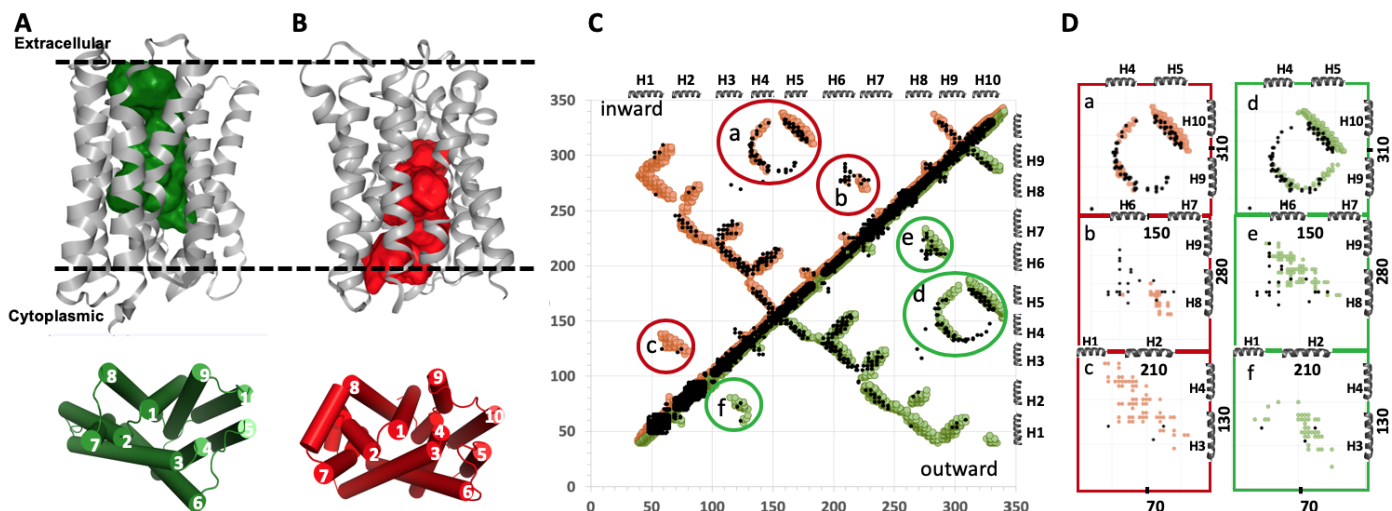 A
B
C
D
Extracellular
Cytoplasmic
8
9
1
1
5
7
2
4
3
6
8
9
10
1
4
2
3
5
7
6
H1 H2 H3 H4 H5 H6 H7 H8 H9 H10
350
300
250
200
150
100
50
0
inward
outward
a
b
c
d
e
f
H9
H8
H7
H6
H5
H4
H3
H2
H1
0 50 100 150 200 250 300 350
H4 H5
a
H10
310
H9
H6 H7
b
150
H9
280
H8
H1 H2
c
210
H4
130
H3
70
H4 H5
d
H10
310
H9
H6 H7
e
150
H9
280
H8
H1 H2
f
210
H4
130
H3
70